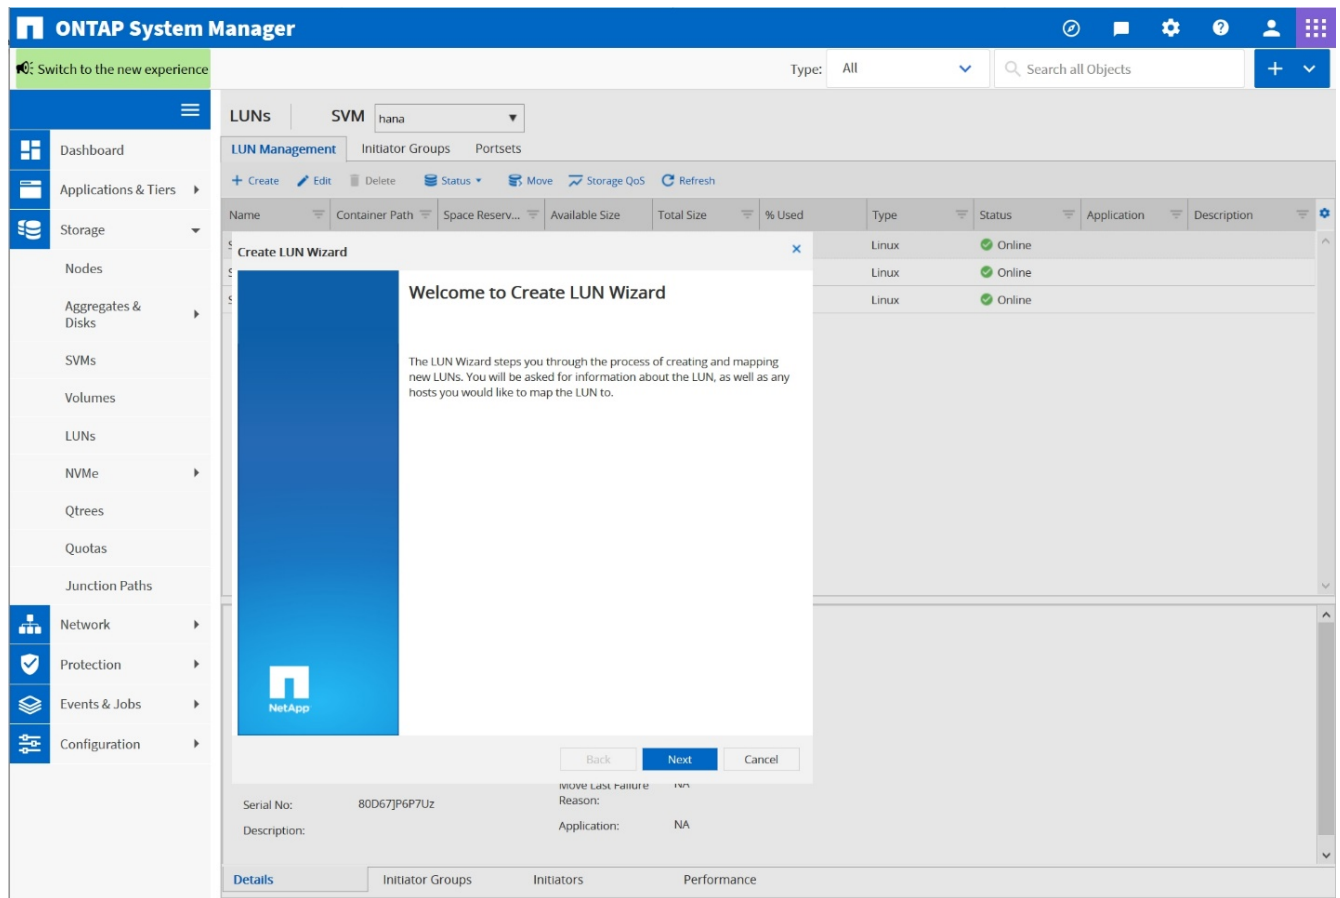 ONTAP System Manager
Switch to the new experience
Type: All Search all Objects
LUNs SVM hana
Dashboard
Applications & Tiers
Storage
Nodes
Aggregates &
Disks
SVMs
Volumes
LUNs
NVMe
Qtrees
Quotas
Junction Paths
Network
Protection
Events & Jobs
Configuration
LUN Management Initiator Groups Portsets
Create Edit Delete Status Move Storage QoS Refresh
Name Container Path Space Reserv... Available Size Total Size % Used Type Status Application Description
Linux Online
Linux Online
Linux Online
Create LUN Wizard
Welcome to Create LUN Wizard
The LUN Wizard steps you through the process of creating and mapping
new LUNs. You will be asked for information about the LUN, as well as any
hosts you would like to map the LUN to.
NetApp
Back Next Cancel
Move Last Failure NA
Reason:
Serial No: 80D67]P6P7Uz
Application: NA
Description:
Details Initiator Groups Initiators Performance